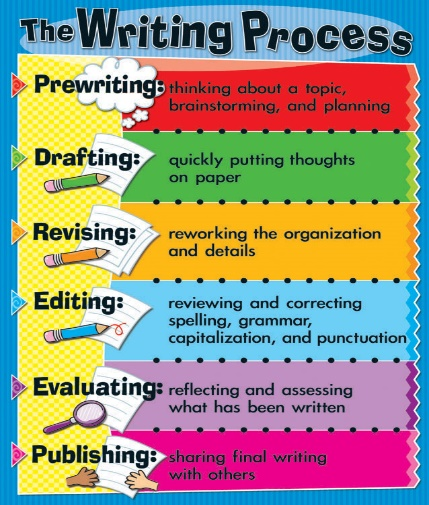 The Writing Process
Prewriting: thinking about a topic,
brainstorming, and planning
Drafting: quickly putting thoughts
on paper
Revising: reworking the organization
and details
Editing: reviewing and correcting
spelling, grammar,
capitalization, and punctuation
Evaluating: reflecting and assessing
what has been written
Publishing: sharing final writing
with others